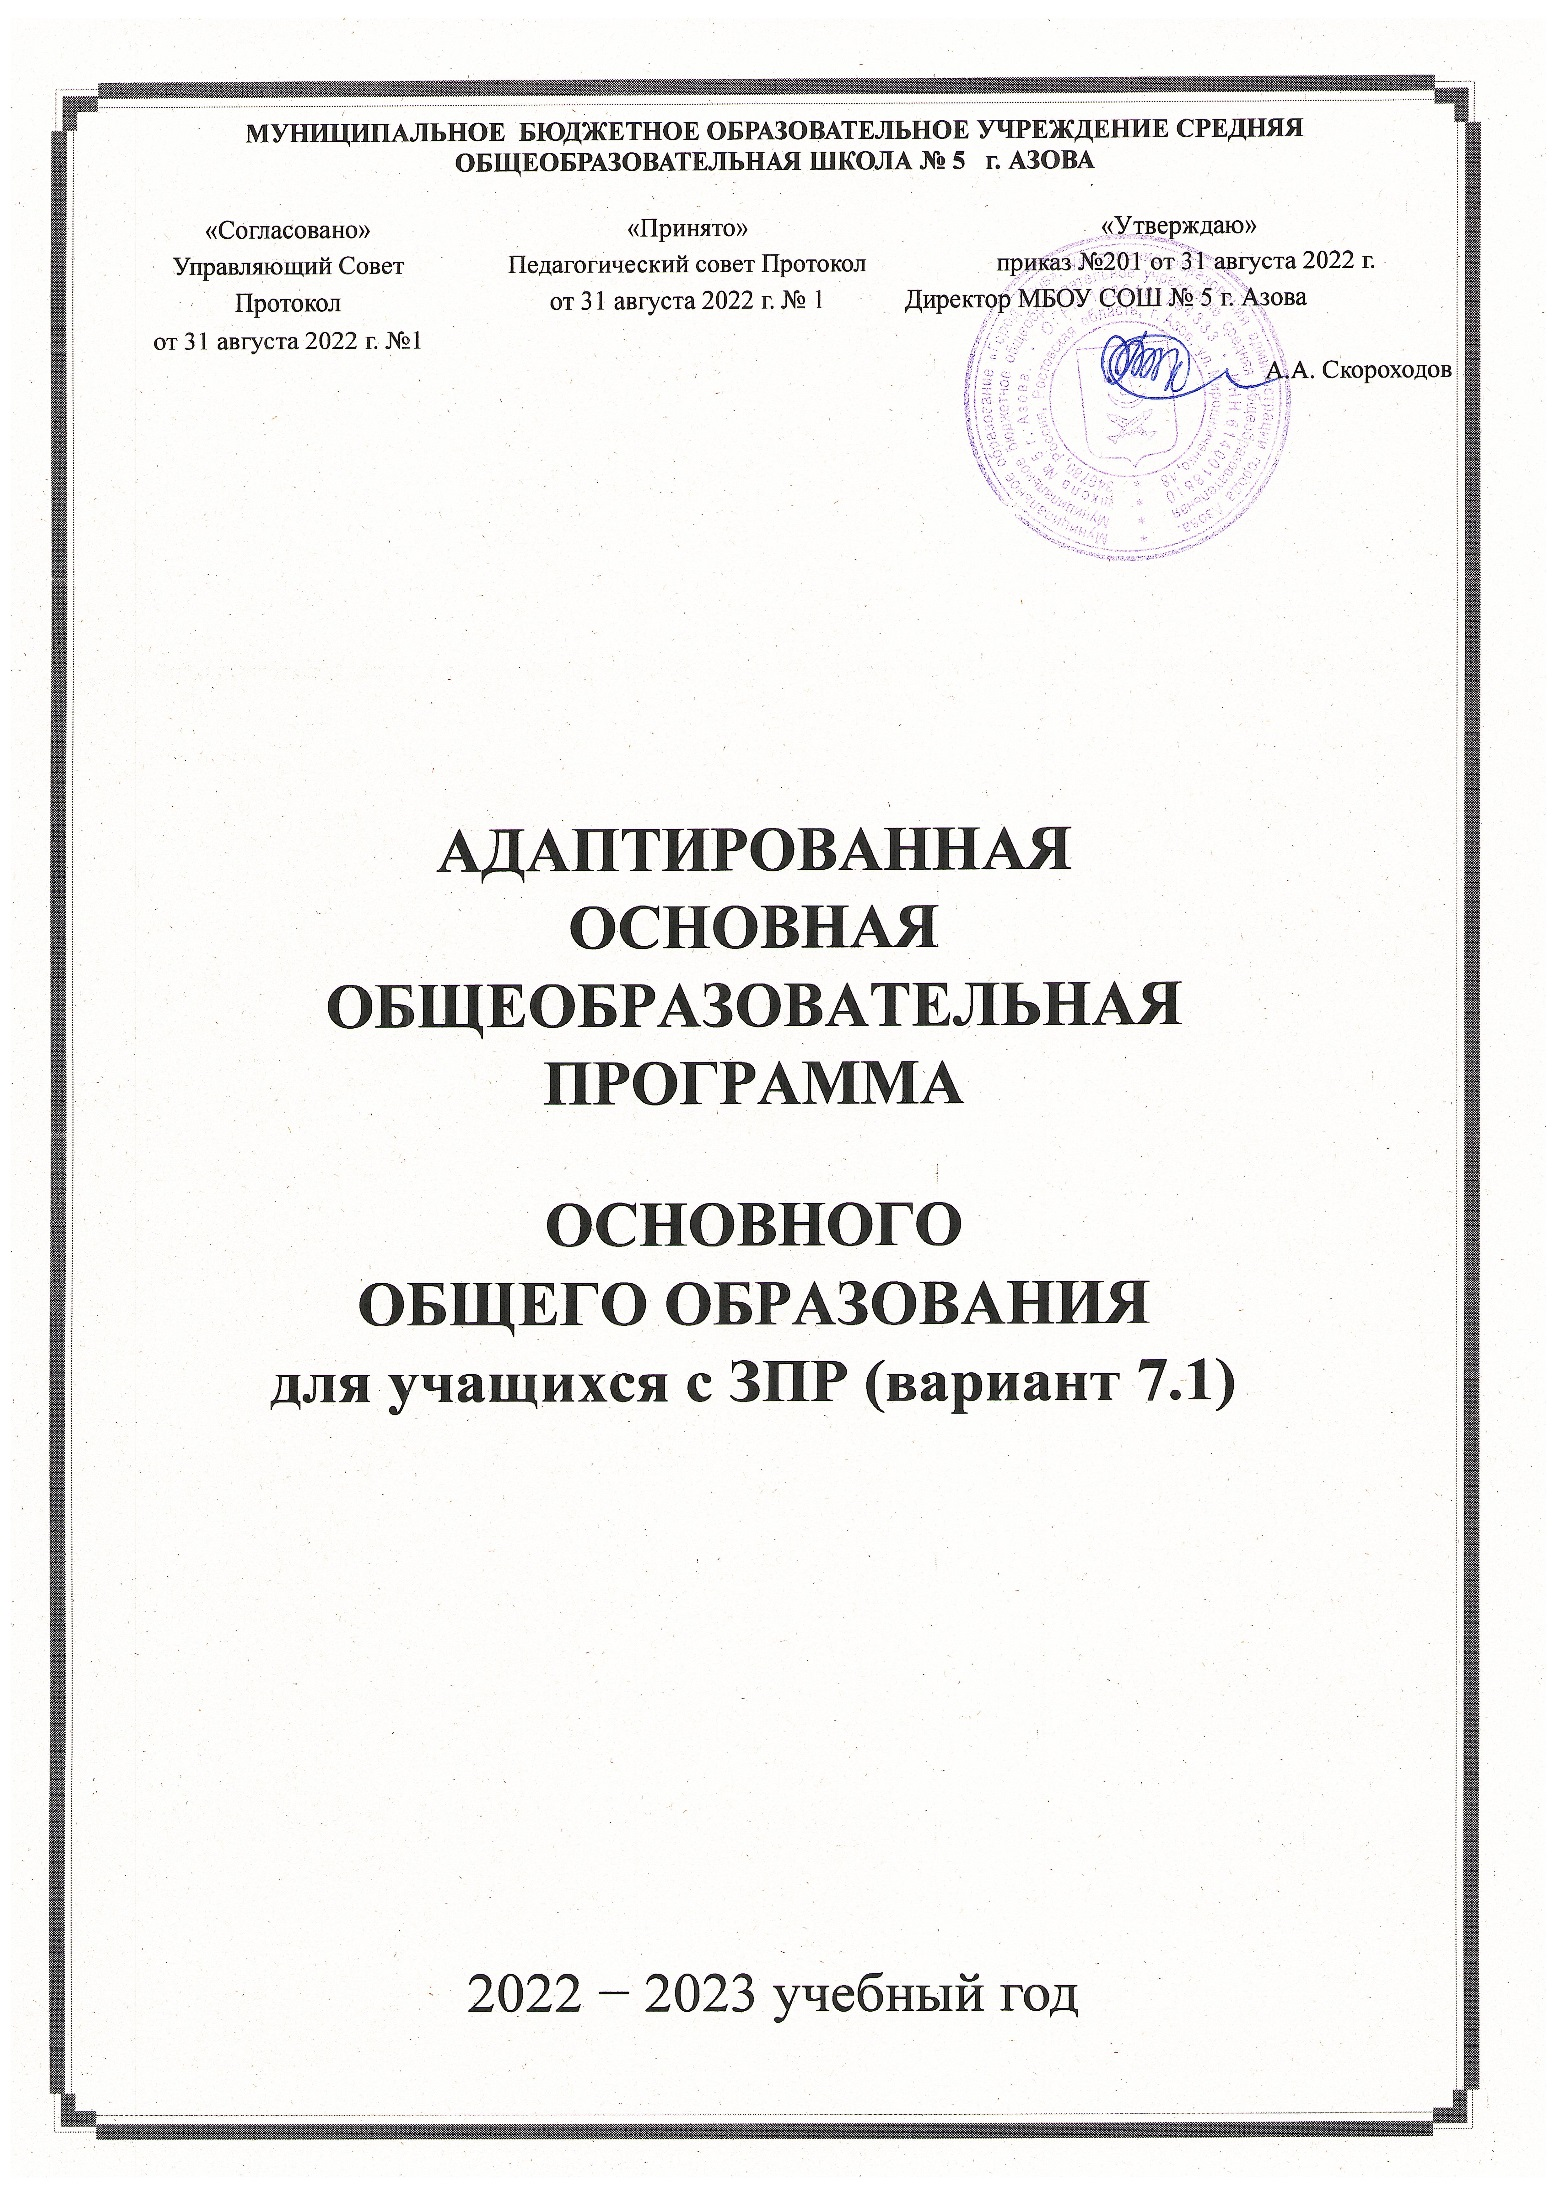 МУНИЦИПАЛЬНОЕ БЮДЖЕТНОЕ ОБРАЗОВАТЕЛЬНОЕ УЧРЕЖДЕНИЕ СРЕДНЯЯ
ОБЩЕОБРАЗОВАТЕЛЬНАЯ ШКОЛА № 5 г. АЗОВА
«Согласовано»
Управляющий Совет
Протокол
от 31 августа 2022 г. №1
«Принято»
Педагогический совет Протокол
от 31 августа 2022 г. № 1
«Утверждаю»
приказ №201 от 31 августа 2022 г.
Директор МБОУ СОШ № 5 г. Азова
А.А. Скороходов
АДАПТИРОВАННАЯ
ОСНОВНАЯ
ОБЩЕОБРАЗОВАТЕЛЬНАЯ
ПРОГРАММА
ОСНОВНОГО
ОБЩЕГО ОБРАЗОВАНИЯ
для учащихся с ЗПР (вариант 7.1)
2022 – 2023 учебный год